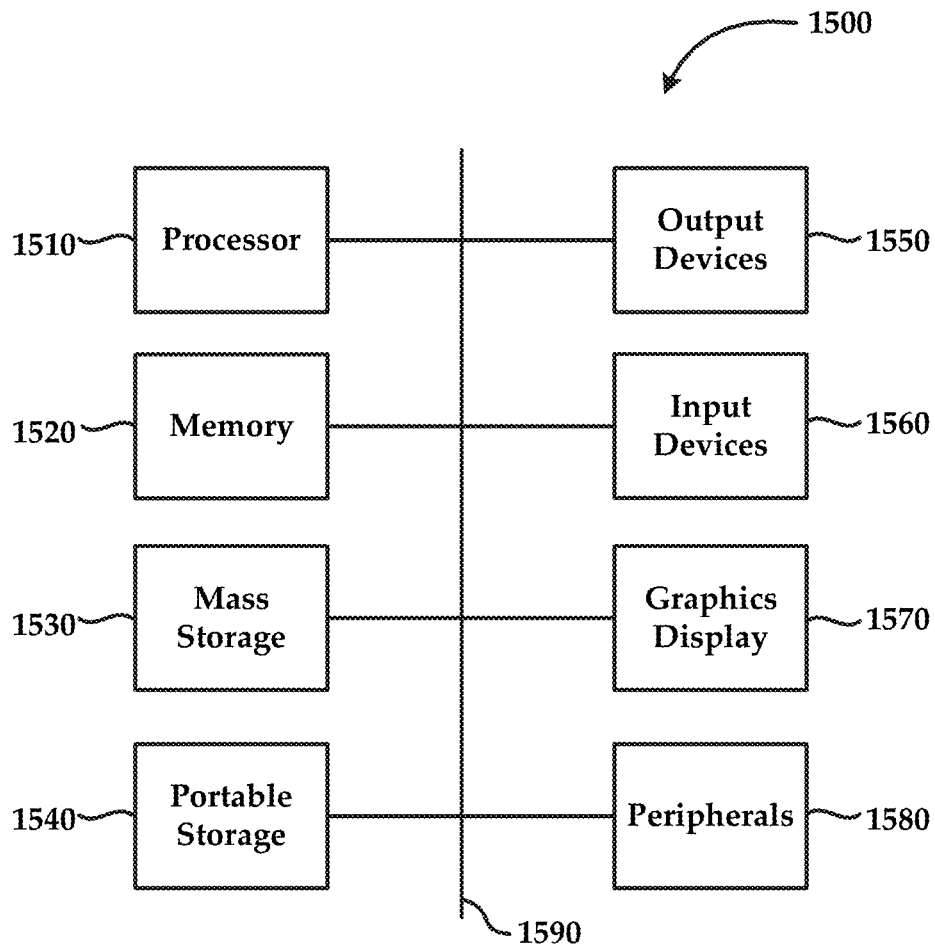 1500
1510
Processor
Output
Devices
1550
1520
Memory
Input
Devices
1560
1530
Mass
Storage
Graphics
Display
1570
1540
Portable
Storage
Peripherals
1580
1590